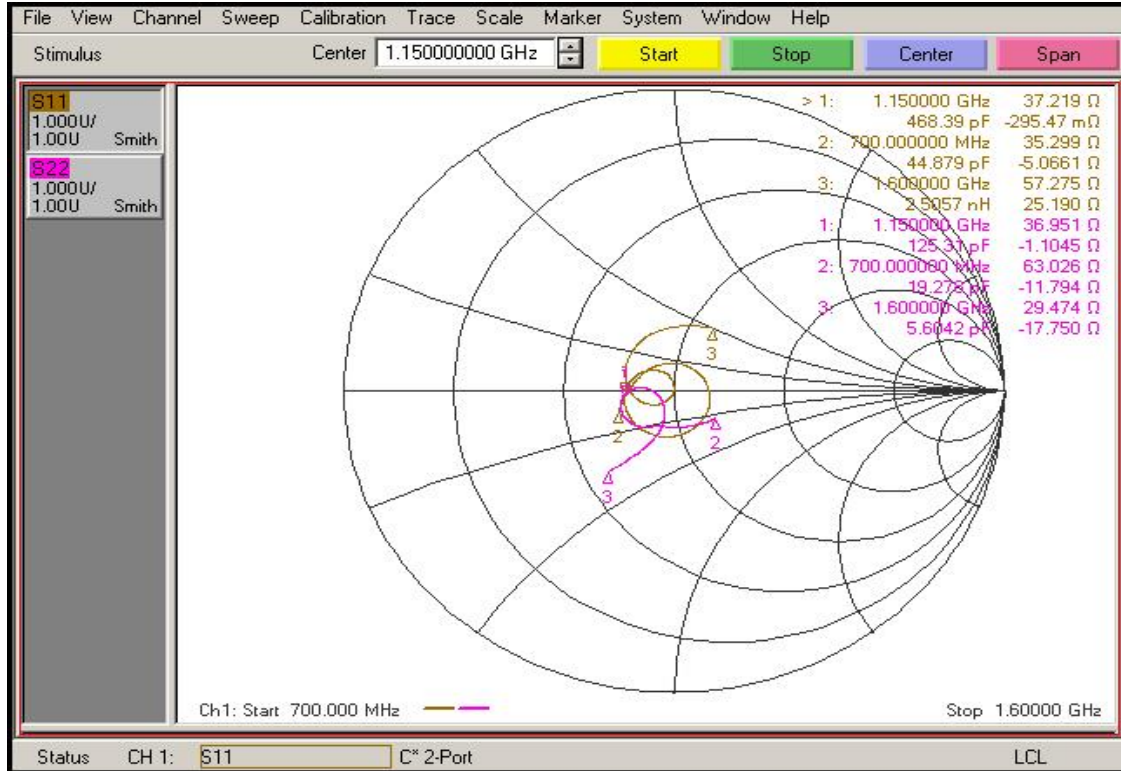 File View Channel Sweep Calibration Trace Scale Marker System Window Help
Stimulus Center 1.150000000 GHz Start Stop Center Span
S11
1.000U/
1.00U Smith
S22
1.000U/
1.00U Smith
> 1: 1.150000 GHz 37.219 Ω
468.39 pF -295.47 mΩ
2: 700.000000 MHz 35.299 Ω
44.879 pF -5.0661 Ω
3: 1.600000 GHz 57.275 Ω
2.5057 nH 25.190 Ω
1: 1.150000 GHz 36.951 Ω
125.31 pF -1.1045 Ω
2: 700.000000 MHz 63.026 Ω
19.278 pF -11.794 Ω
3: 1.600000 GHz 29.474 Ω
5.6042 pF -17.750 Ω
3
1
2
2
3
Ch1: Start 700.000 MHz Stop 1.60000 GHz
Status CH 1: S11 C* 2-Port LCL